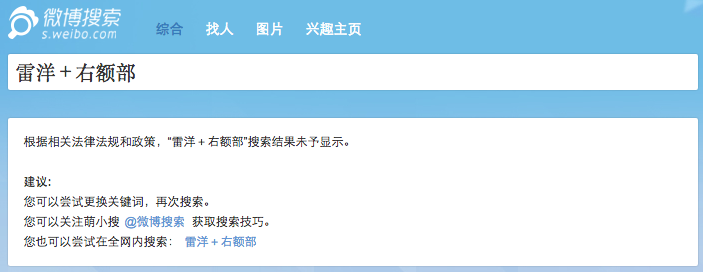 微博搜索
s.weibo.com
综合 找人 图片 兴趣主页
雷洋+右额部
根据相关法律法规和政策，“雷洋+右额部”搜索结果未予显示。
建议：
您可以尝试更换关键词，再次搜索。
您可以关注萌小搜 @微博搜索 获取搜索技巧。
您也可以尝试在全网内搜索： 雷洋+右额部